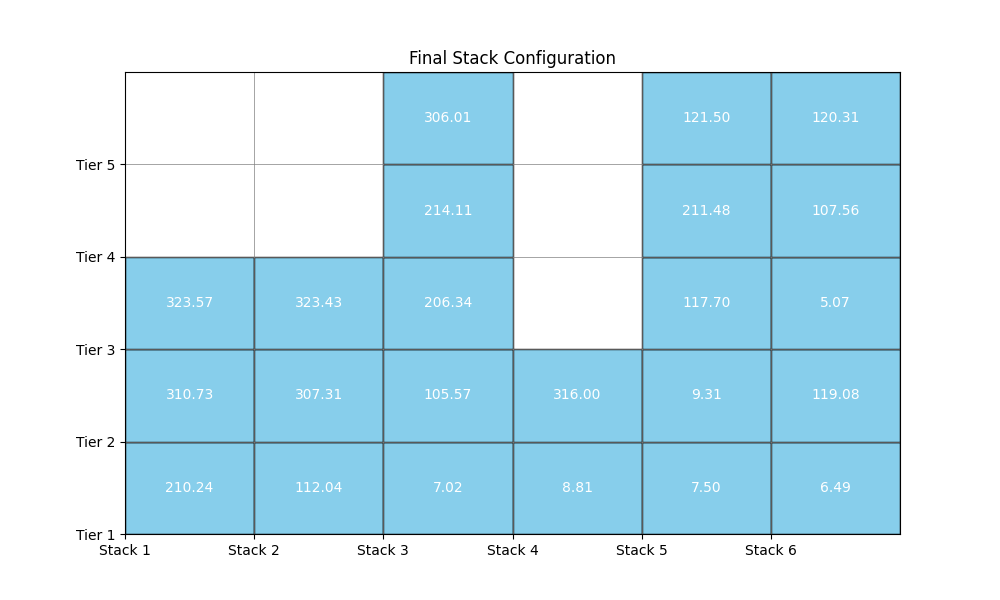 Final Stack Configuration
306.01 121.50 120.31
Tier 5
214.11 211.48 107.56
Tier 4
323.57 323.43 206.34 117.70 5.07
Tier 3
310.73 307.31 105.57 316.00 9.31 119.08
Tier 2
210.24 112.04 7.02 8.81 7.50 6.49
Tier 1
Stack 1 Stack 2 Stack 3 Stack 4 Stack 5 Stack 6